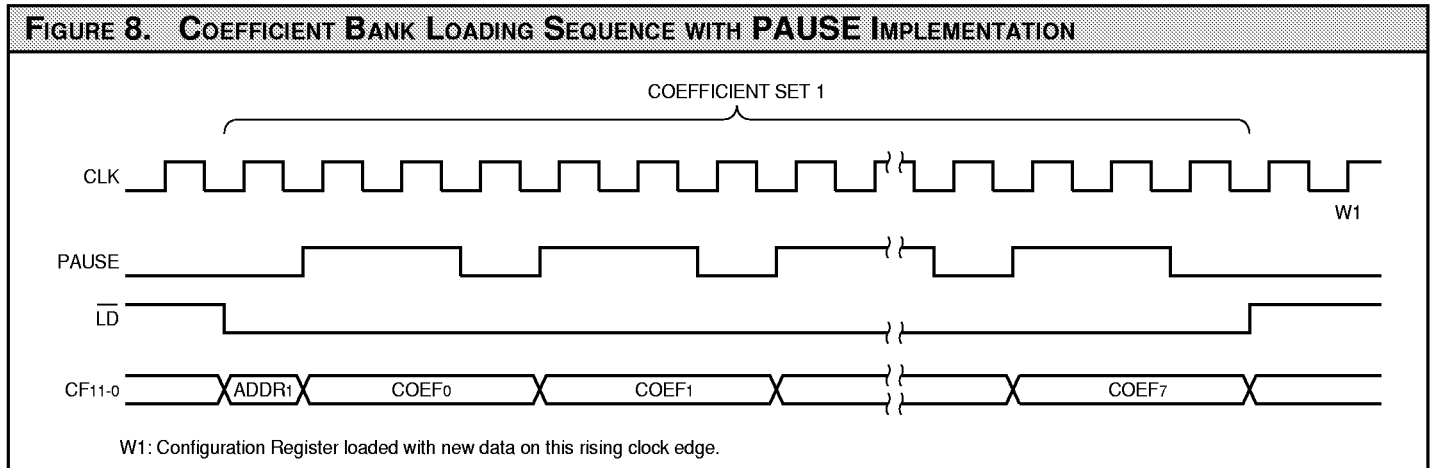 FIGURE 8. COEFFICIENT BANK LOADING SEQUENCE WITH PAUSE IMPLEMENTATION
COEFFICIENT SET 1
CLK
W1
PAUSE
LD
CF11-0
ADDR1
COEF0
COEF1
COEF7
W1: Configuration Register loaded with new data on this rising clock edge.